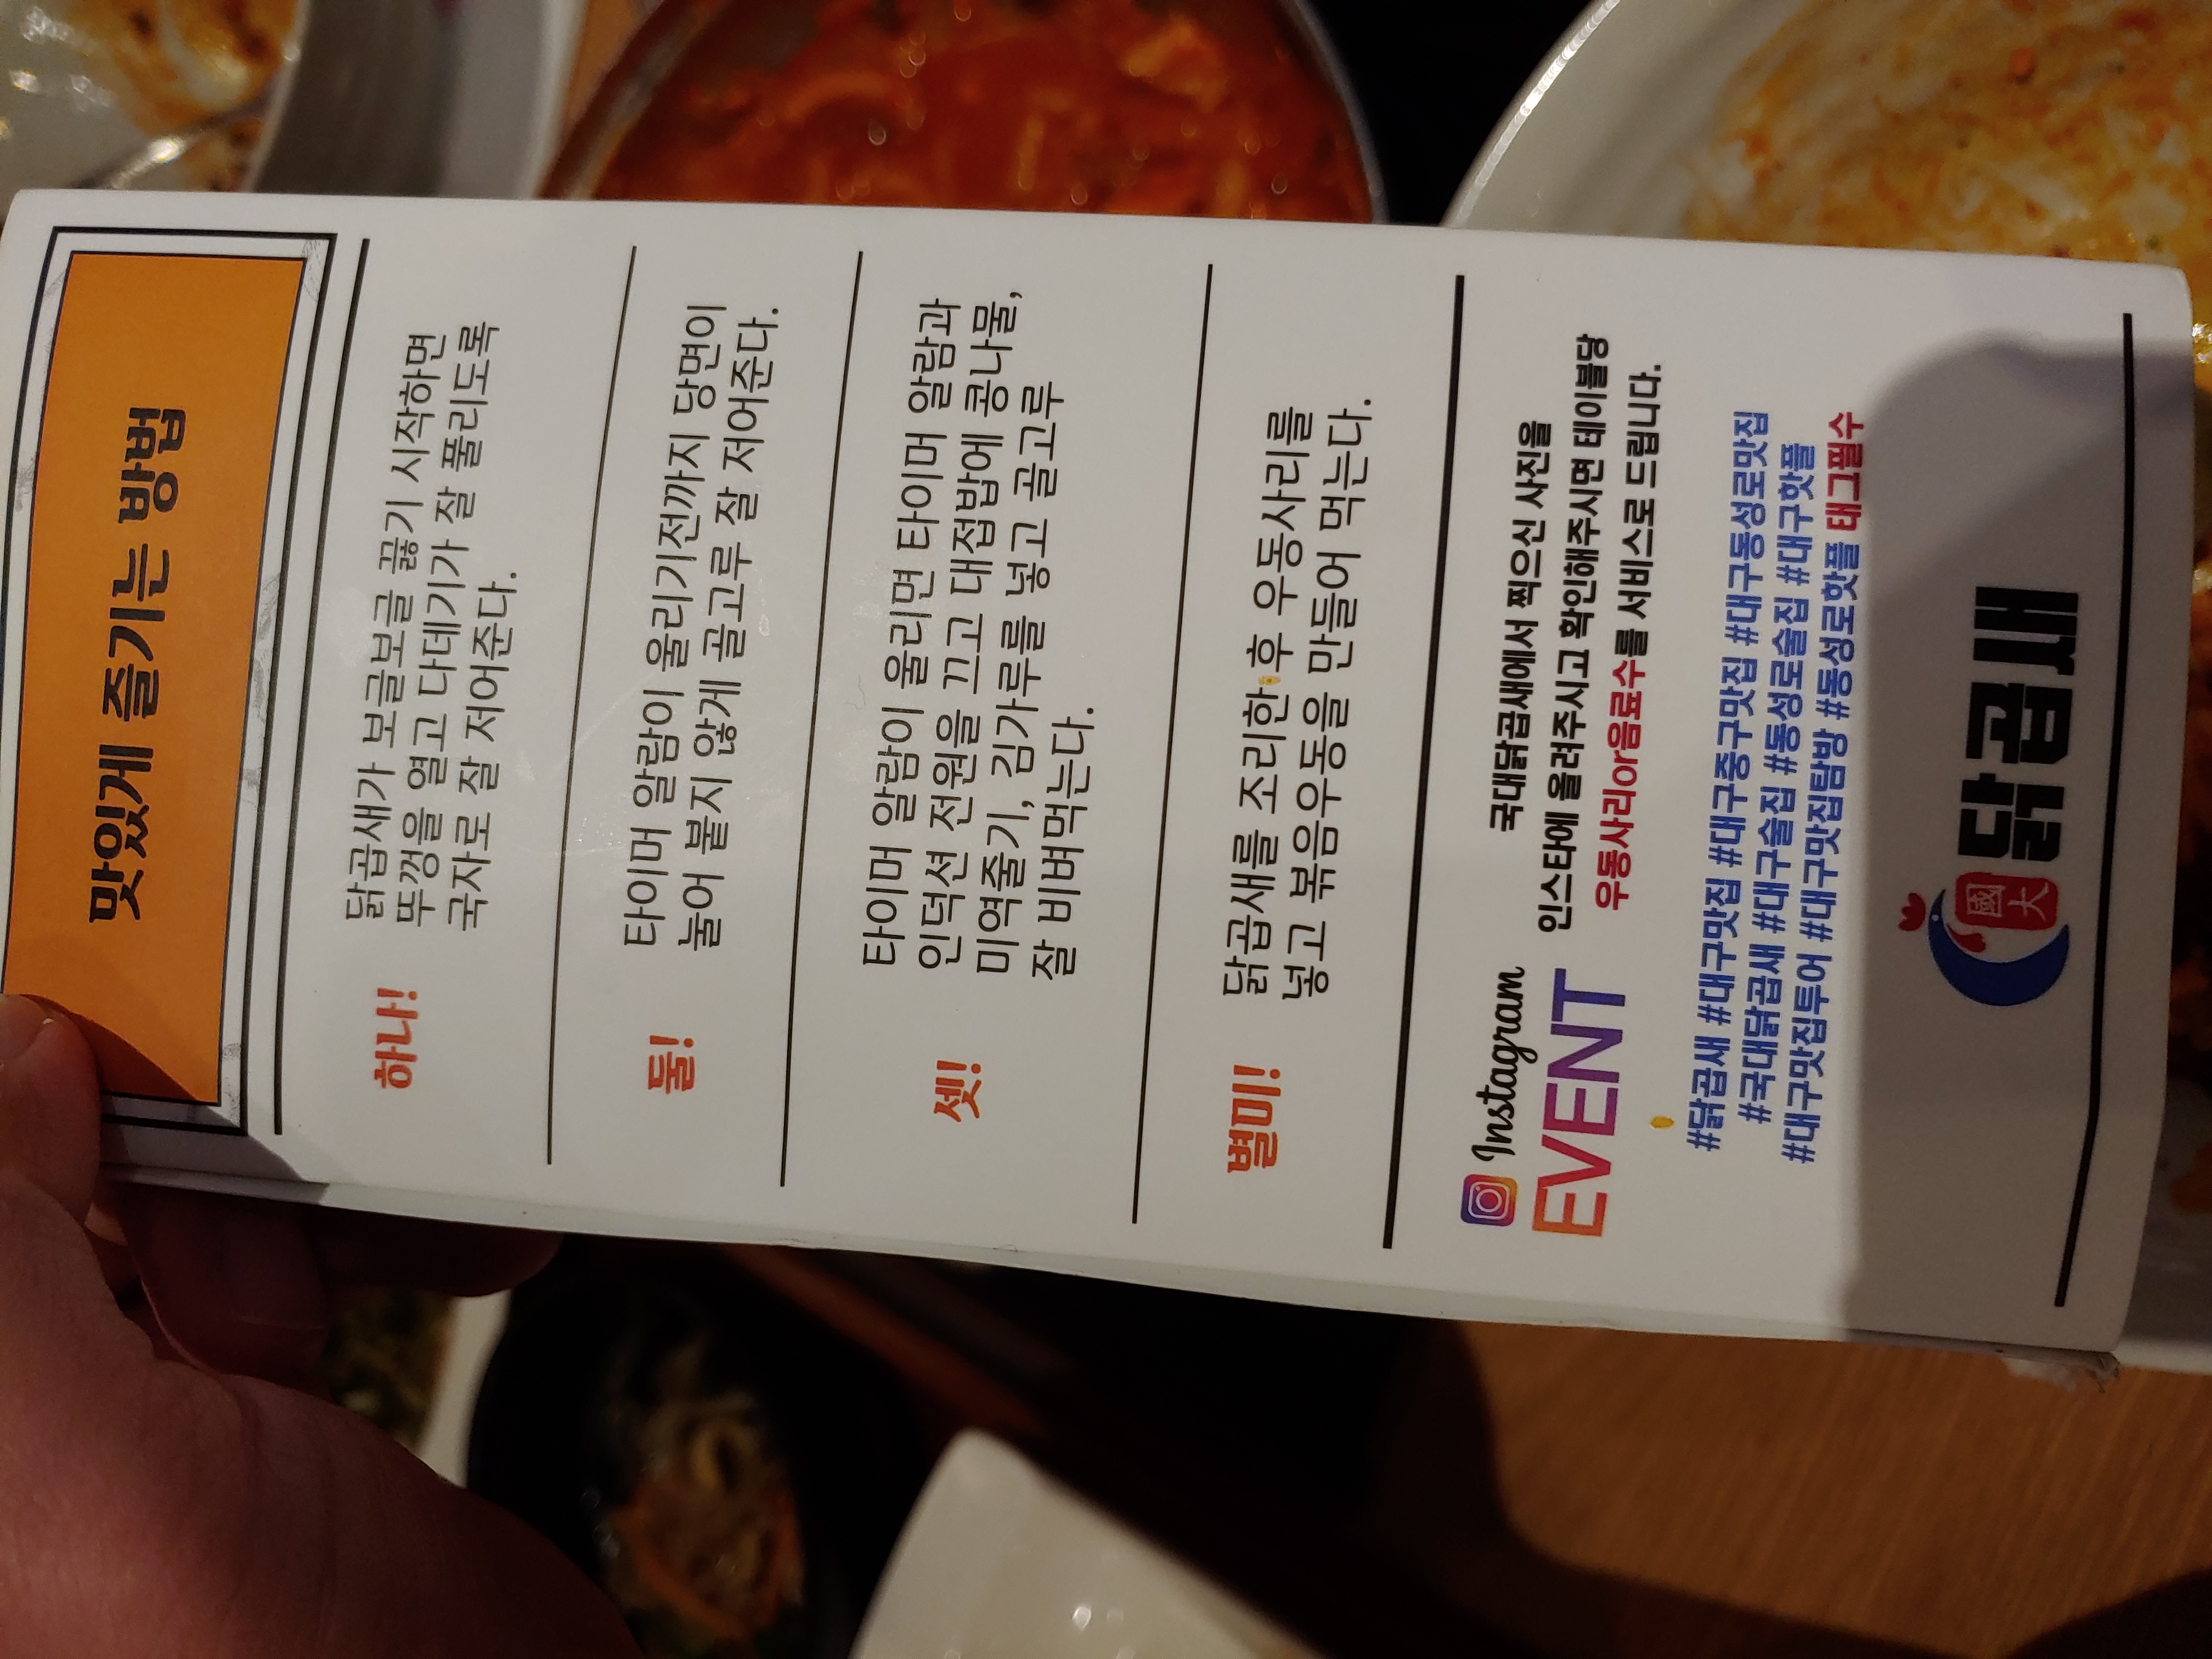 맛있게 즐기는 방법
하나!
닭곱새가 보글보글 끓기 시작하면
뚜껑을 열고 다데기가 잘 풀리도록
국자로 잘 저어준다.
둘!
타이머 알람이 울리기전까지 당면이
눌어 붙지 않게 골고루 잘 저어준다.
셋!
타이머 알람이 울리면 타이머 알람과
인덕션 전원을 끄고 대접밥에 콩나물,
미역줄기, 김가루를 넣고 골고루
잘 비벼먹는다.
별미!
닭곱새를 조리한 후 우동사리를
넣고 볶음우동을 만들어 먹는다.
Instagram
EVENT
국대닭곱새에서 찍으신 사진을
인스타에 올려주시고 확인해주시면 테이블당
우동사리or음료수를 서비스로 드립니다.
#닭곱새 #대구맛집 #대구중구맛집 #대구동성로맛집
#국대닭곱새 #대구술집 #동성로술집 #대구핫플
#대구맛집투어 #대구맛집탐방 #동성로핫플 태그필수
國大
닭곱새